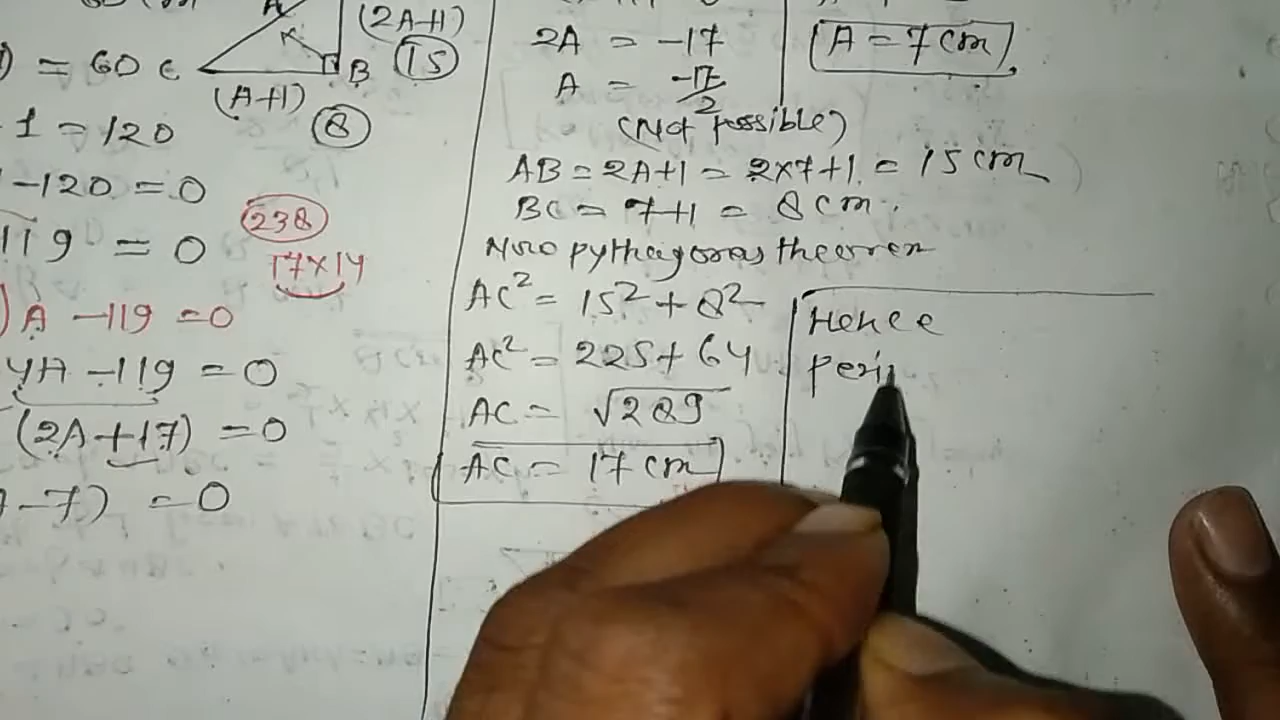 ) = 60 C
B
(2A+1)
15
(A+1)
8
1 = 120
-120 = 0
119 = 0
238
17×14
) A - 119 = 0
A - 119 = 0
(2A+17) = 0
-7) = 0
2A = -17
A = -17/2
(Not possible)
A = 7 cm
AB = 2A+1 = 2×7+1 = 15 cm
BC = 7+1 = 8 cm.
Now pythagoras theorem
AC² = 15² + 8²
AC² = 225 + 64
AC = √289
AC = 17 cm
Hence
peri